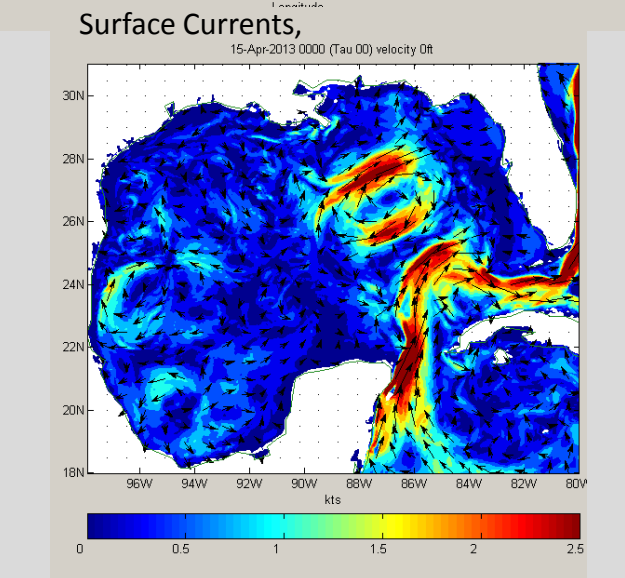 Longitude
Surface Currents,
15-Apr-2013 0000 (Tau 00) velocity 0ft
30N
28N
26N
24N
22N
20N
18N
96W 94W 92W 90W 88W 86W 84W 82W 80W
kts
0 0.5 1 1.5 2 2.5